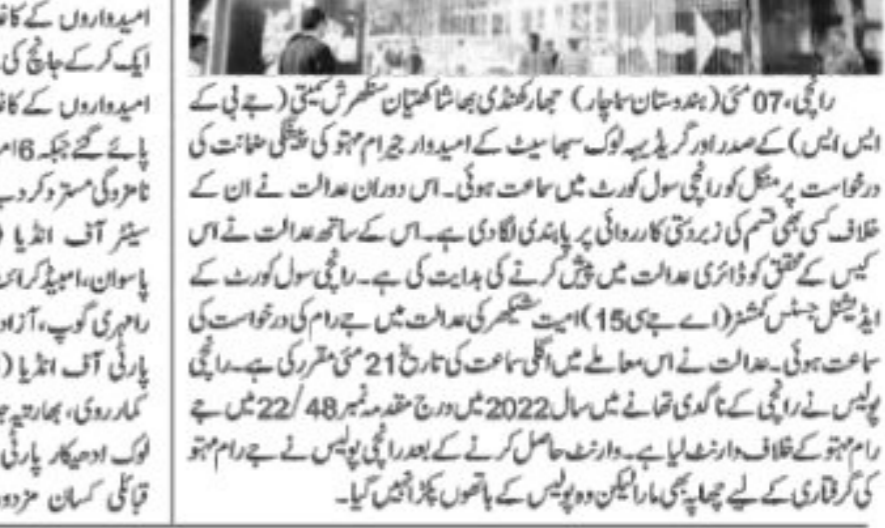 رانچی،07 مئی(ہندوستان سماچار) جھارکھنڈی بھاشا کھتیان سنگھرش کمیٹی (جے بی کے
ایس ایس) کے صدر اور گریڈیہہ لوک سبھا سیٹ کے امیدوار جیرام مہتو کی پیشگی ضمانت کی
درخواست پر منگل کو رانچی سول کورٹ میں سماعت ہوئی۔ اس دوران عدالت نے ان کے
خلاف کسی بھی قسم کی زبردستی کارروائی پر پابندی لگا دی ہے۔ اس کے ساتھ عدالت نے اس
کیس کے محقق کو ڈائری عدالت میں پیش کرنے کی ہدایت کی ہے۔ رانچی سول کورٹ کے
ایڈیشنل جسٹس کمشنر (اے جے سی 15) امیت شیکھر کی عدالت میں جے رام کی درخواست کی
سماعت ہوئی۔ عدالت نے اس معاملے میں اگلی سماعت کی تاریخ 21 مئی مقرر کی ہے۔ رانچی
پولیس نے رانچی کے ناگدی تھانے میں سال 2022 میں درج مقدمہ نمبر 22/48 میں جے
رام مہتو کے خلاف وارنٹ لیا ہے۔ وارنٹ حاصل کرنے کے بعد رانچی پولیس نے جے رام مہتو
کی گرفتاری کے لیے چھاپہ بھی مارا لیکن وہ پولیس کے ہاتھوں پکڑا نہیں گیا۔
امیدواروں کے
ایک کر کے جانچ کی
امیدواروں کے
پائے گئے جبکہ 6
نامزدگی مسترد کر
سینٹر آف انڈیا
پاسوان، امبیڈکرائٹ
راجری گوپ، آزاد
پارٹی آف انڈیا (
کمار روی، بھارتیہ
لوک ادھیکار پارٹی
قبائلی کسان مزدور